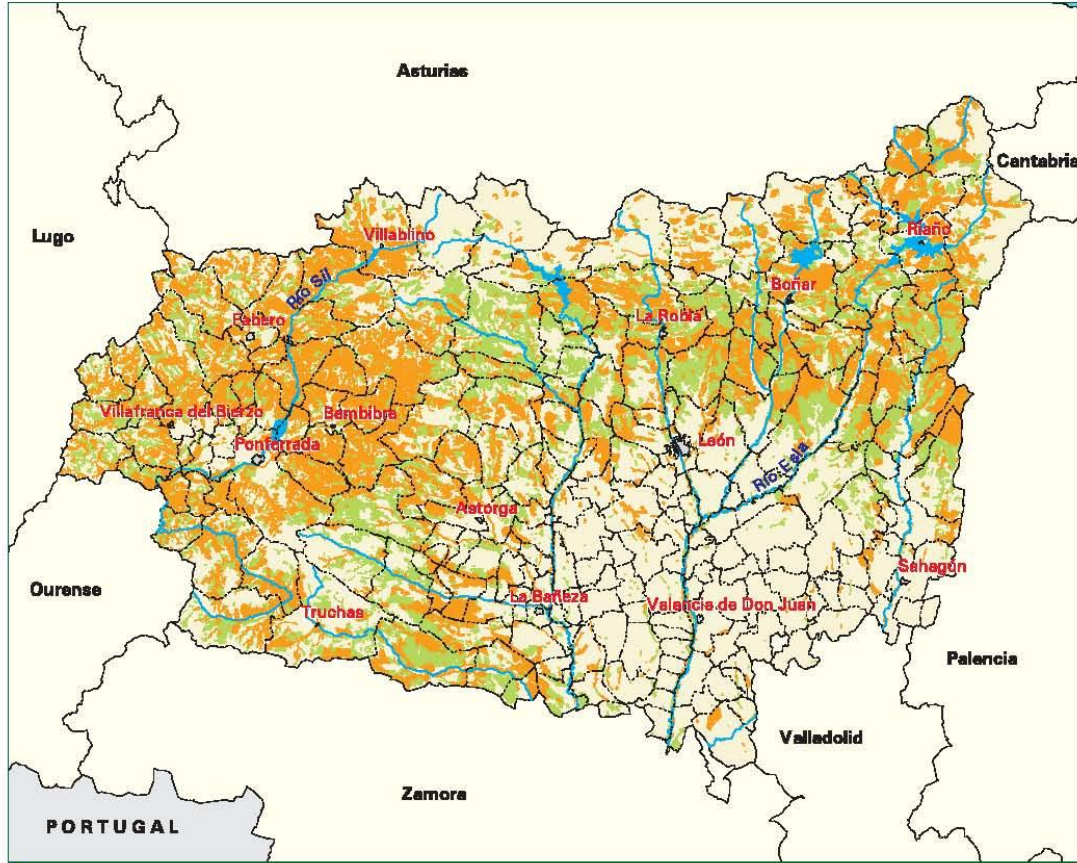 Asturias
Cantabria
Lugo
Villablino
Riaño
Río Sil
Boñar
Fabero
La Robla
Villafranca del Bierzo
Bembibre
León
Ponferrada
Río Esla
Astorga
Sahagún
Ourense
La Bañeza
Truchas
Valencia de Don Juan
Palencia
Valladolid
Zamora
PORTUGAL